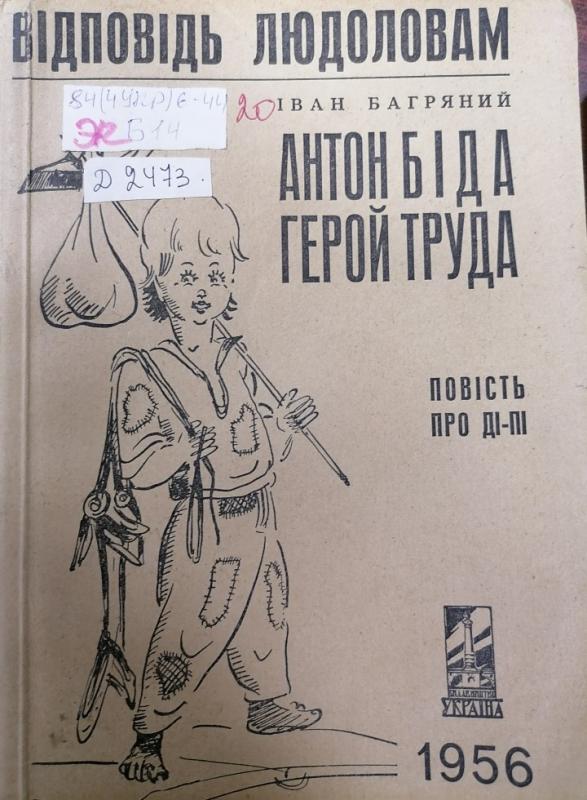 ВІДПОВІДЬ ЛЮДОЛОВАМ
84(4УКР)6-44
Б14
20
Д 2473.
ІВАН БАГРЯНИЙ
АНТОН БІДА
ГЕРОЙ ТРУДА
ПОВІСТЬ
ПРО ДІ-ПІ
УКРАЇНА
1956